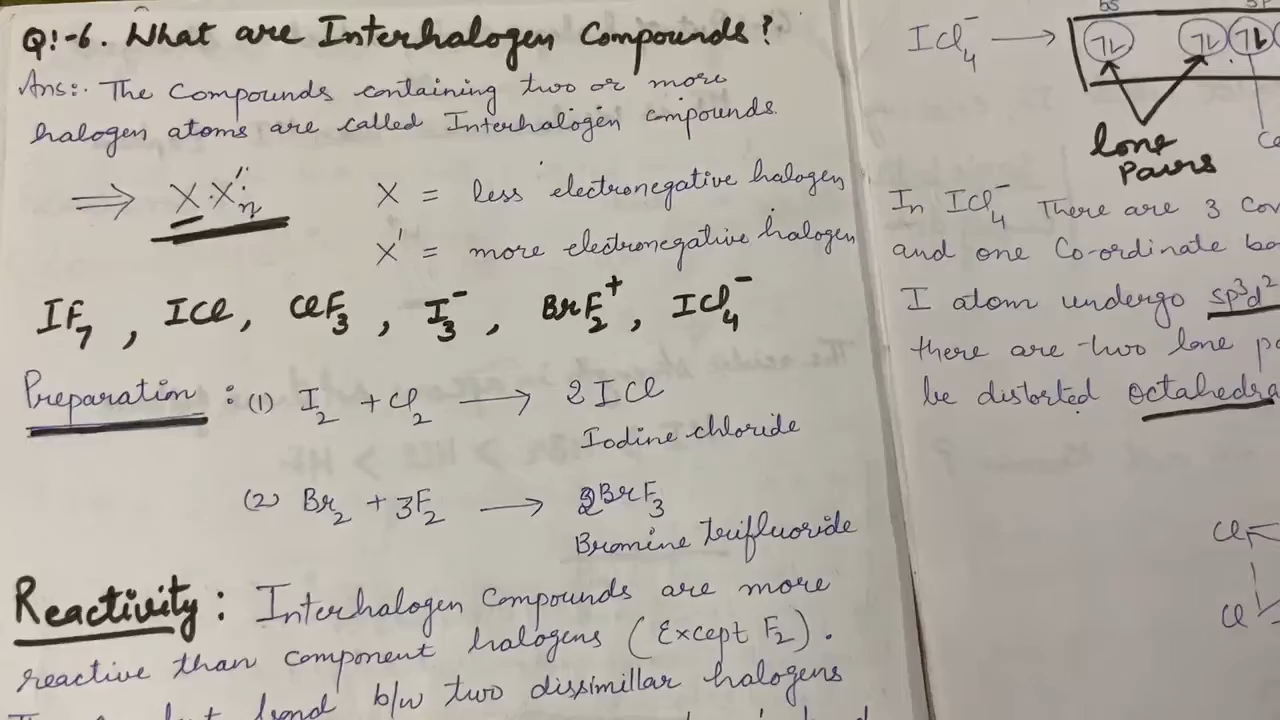 Q:-6. What are Interhalogen Compounds?
Ans:. The Compounds containing two or more
halogen atoms are called Interhalogen compounds.
⇒ X·X'n X = less electronegative halogen
X' = more electronegative halogen
IF₇, ICl, ClF₃, I₃⁻, BrF₂⁺, ICl₄⁻
Preparation : (1) I₂ + Cl₂ → 2ICl
Iodine chloride
(2) Br₂ + 3F₂ → 2BrF₃
Bromine trifluoride
Reactivity : Interhalogen Compounds are more
reactive than component halogens (Except F₂).
b/w two dissimillar halogens
ICl₄⁻ →
lone
Pairs
In ICl₄⁻ There are 3
and one Co-ordinate
I atom undergo sp³d²
there are two lone
be distorted
Cl
Cl